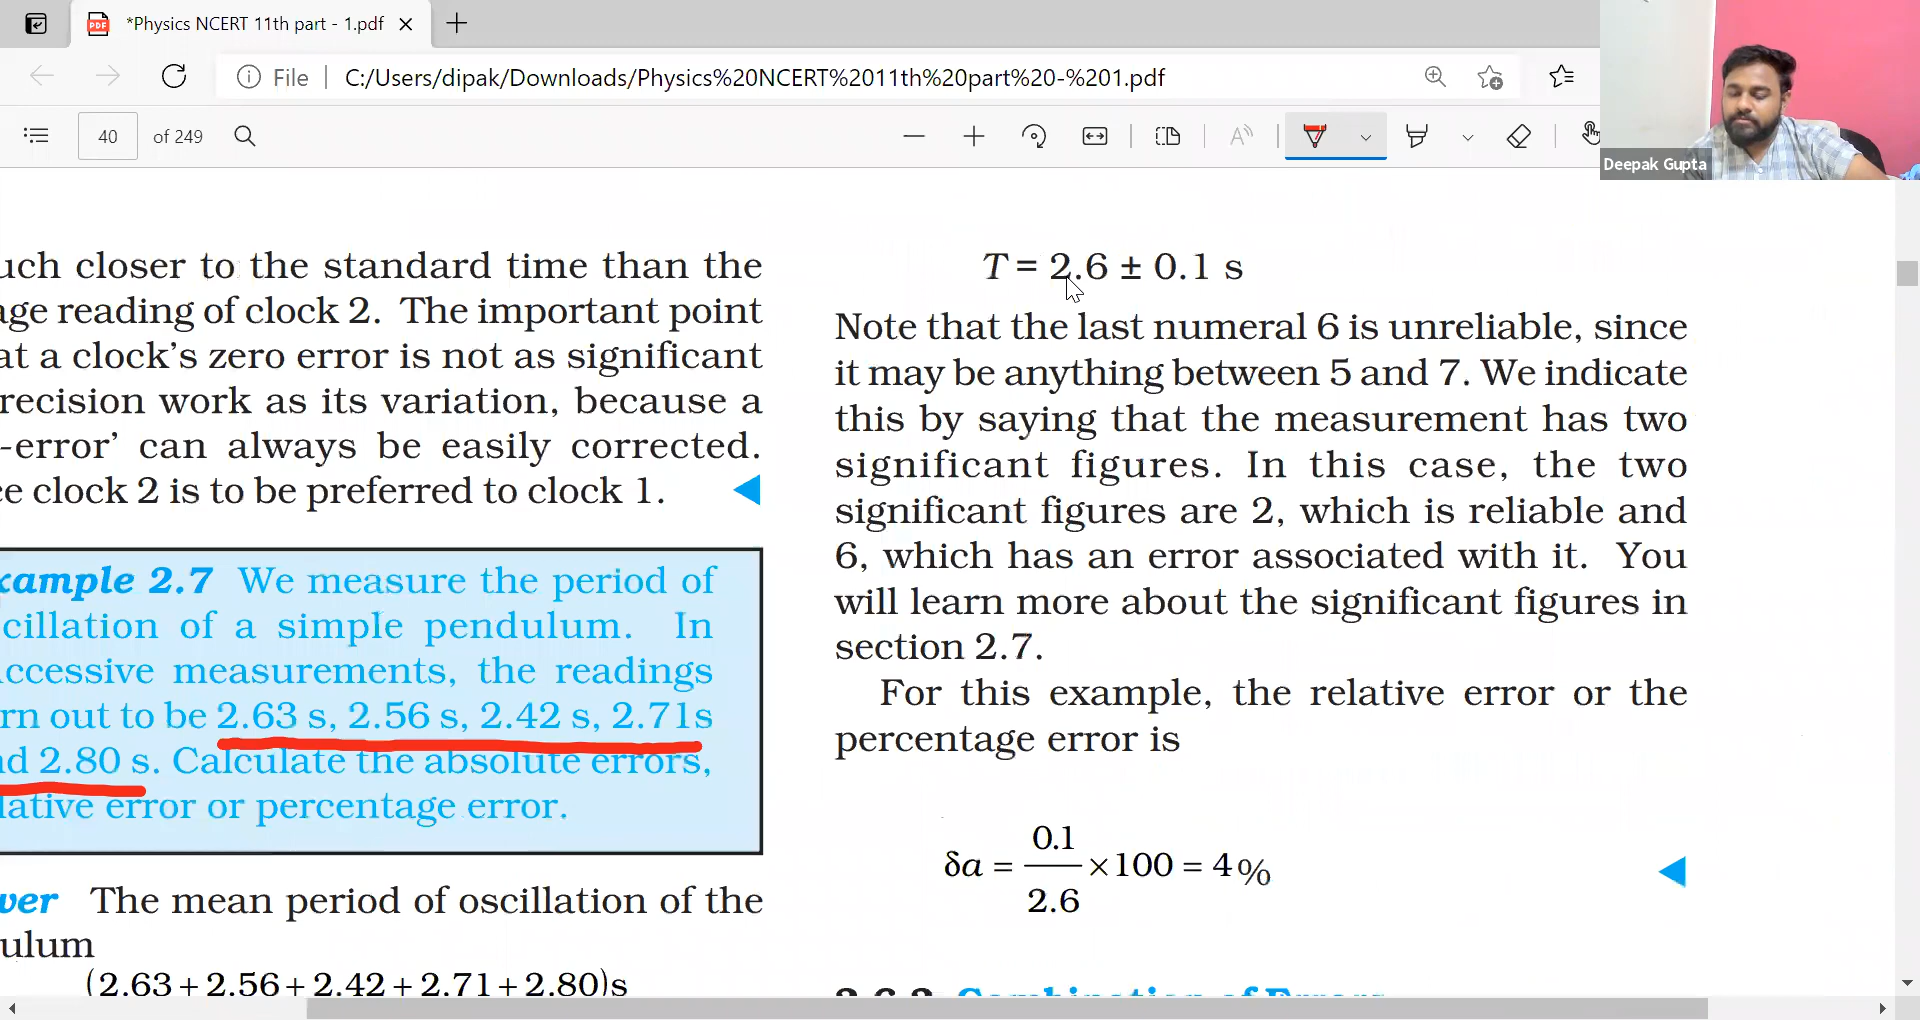 *Physics NCERT 11th part - 1.pdf
File
C:/Users/dipak/Downloads/Physics%20NCERT%2011th%20part%20-%201.pdf
40
of 249
Deepak Gupta
uch closer to the standard time than the
age reading of clock 2. The important point
at a clock's zero error is not as significant
recision work as its variation, because a
-error' can always be easily corrected.
ce clock 2 is to be preferred to clock 1.
xample 2.7 We measure the period of
cillation of a simple pendulum. In
ccessive measurements, the readings
rn out to be 2.63 s, 2.56 s, 2.42 s, 2.71s
nd 2.80 s. Calculate the absolute errors,
lative error or percentage error.
wer The mean period of oscillation of the
ulum
(2.63 + 2.56 + 2.42 + 2.71 + 2.80)s
T = 2.6 ± 0.1 s
Note that the last numeral 6 is unreliable, since
it may be anything between 5 and 7. We indicate
this by saying that the measurement has two
significant figures. In this case, the two
significant figures are 2, which is reliable and
6, which has an error associated with it. You
will learn more about the significant figures in
section 2.7.
For this example, the relative error or the
percentage error is
δa = 0.1/2.6 ×100 = 4 %
Combination of Errors